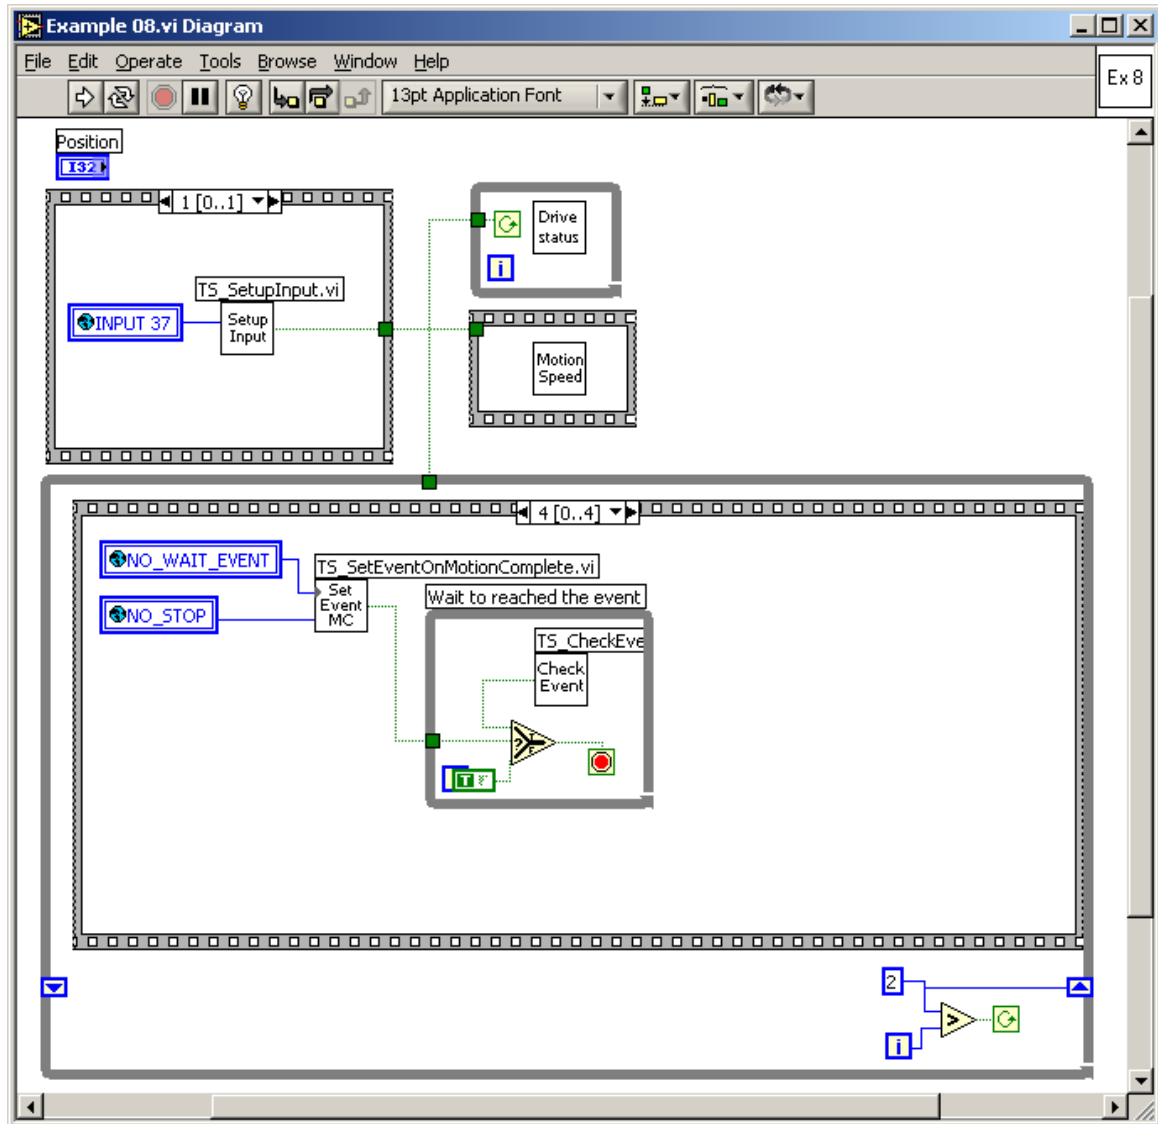 Example 08.vi Diagram
File Edit Operate Tools Browse Window Help
Ex 8
13pt Application Font
Position
I32
1 [0..1]
Drive
status
i
TS_SetupInput.vi
INPUT 37
Setup
Input
Motion
Speed
4 [0..4]
NO_WAIT_EVENT
TS_SetEventOnMotionComplete.vi
Set
Event
MC
NO_STOP
Wait to reached the event
TS_CheckEve
Check
Event
?
T
F
T
2
>
i